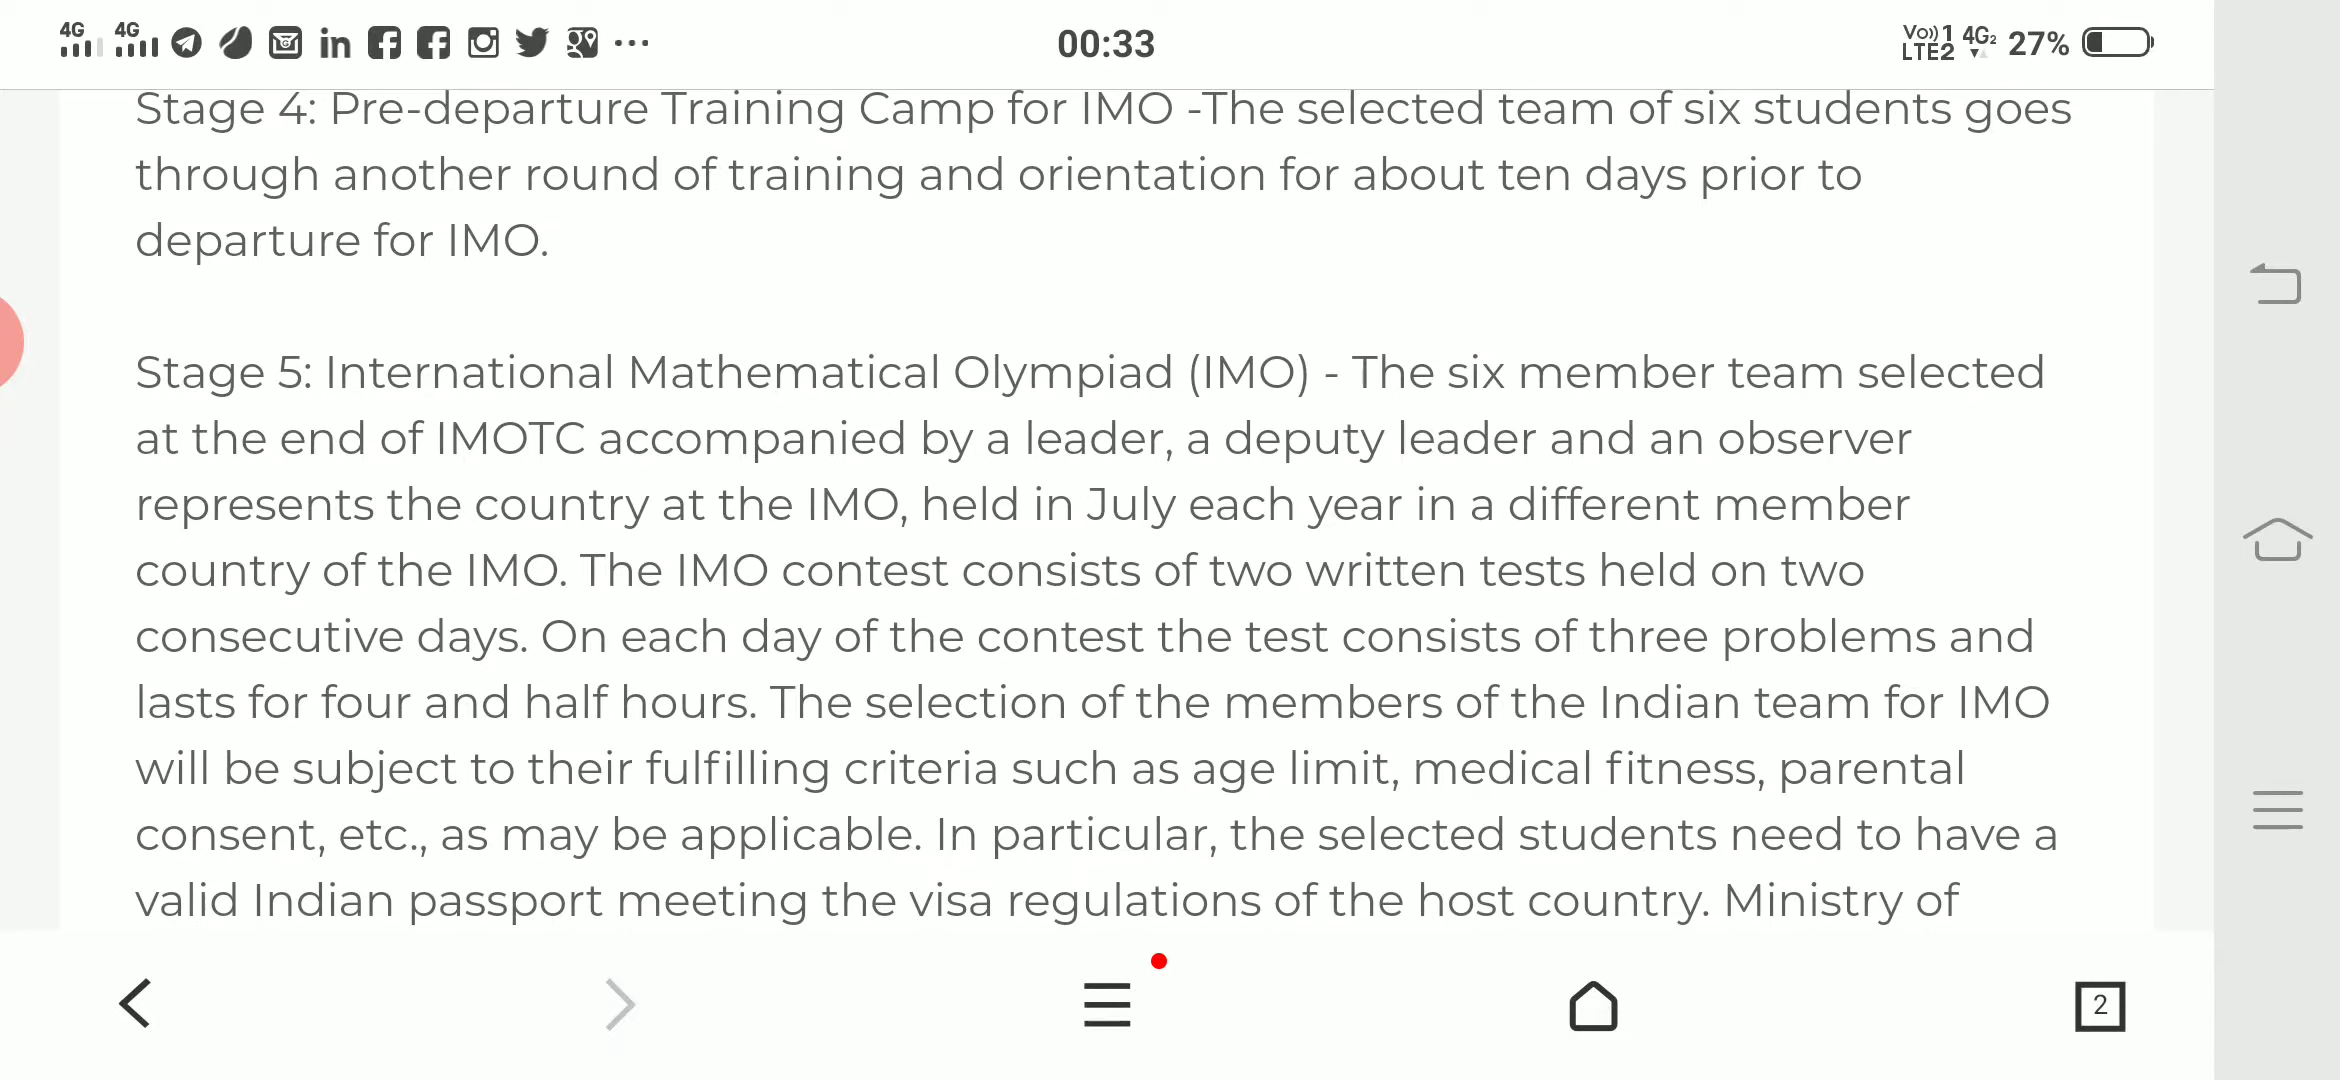 4G 4G 00:33 Vo))1 LTE2 4G2 27%
Stage 4: Pre-departure Training Camp for IMO -The selected team of six students goes
through another round of training and orientation for about ten days prior to
departure for IMO.
Stage 5: International Mathematical Olympiad (IMO) - The six member team selected
at the end of IMOTC accompanied by a leader, a deputy leader and an observer
represents the country at the IMO, held in July each year in a different member
country of the IMO. The IMO contest consists of two written tests held on two
consecutive days. On each day of the contest the test consists of three problems and
lasts for four and half hours. The selection of the members of the Indian team for IMO
will be subject to their fulfilling criteria such as age limit, medical fitness, parental
consent, etc., as may be applicable. In particular, the selected students need to have a
valid Indian passport meeting the visa regulations of the host country. Ministry of
2